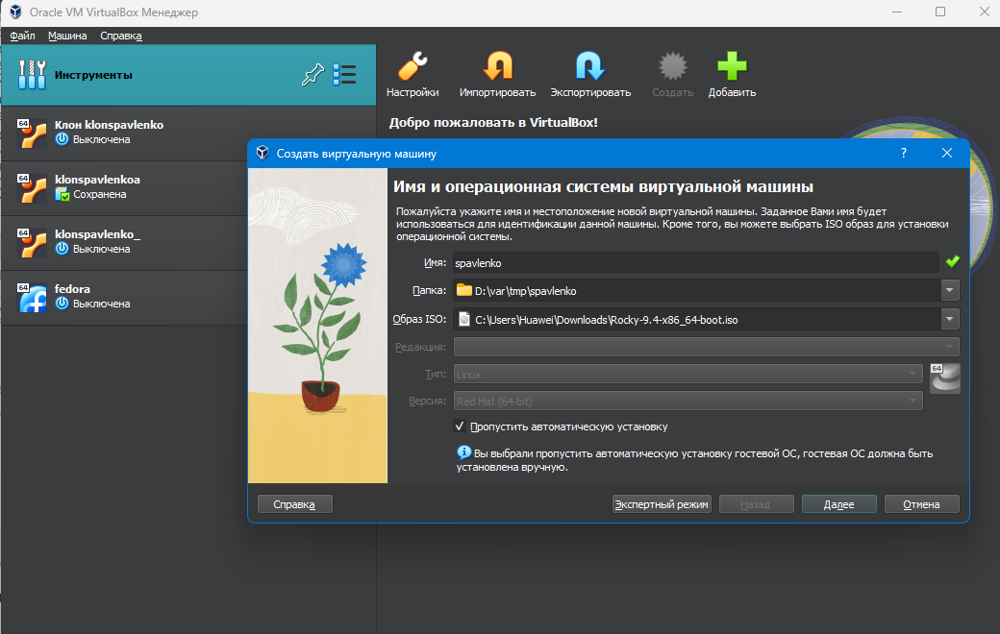 Oracle VM VirtualBox Менеджер
Файл Машина Справка
Инструменты
Настройки Импортировать Экспортировать Создать Добавить
Добро пожаловать в VirtualBox!
64
Клон klonspavlenko
Выключена
64
klonspavlenkoa
Сохранена
64
klonspavlenko_
Выключена
64
fedora
Выключена
Создать виртуальную машину
?
Имя и операционная системы виртуальной машины
Пожалуйста укажите имя и местоположение новой виртуальной машины. Заданное Вами имя будет
использоваться для идентификации данной машины. Кроме того, вы можете выбрать ISO образ для установки
операционной системы.
Имя: spavlenko
Папка: D:\var\tmp\spavlenko
Образ ISO: C:\Users\Huawei\Downloads\Rocky-9.4-x86_64-boot.iso
Редакция:
Тип: Linux
64
Версия: Red Hat (64-bit)
Пропустить автоматическую установку
Вы выбрали пропустить автоматическую установку гостевой ОС, гостевая ОС должна быть
установлена вручную.
Справка Экспертный режим Назад Далее Отмена